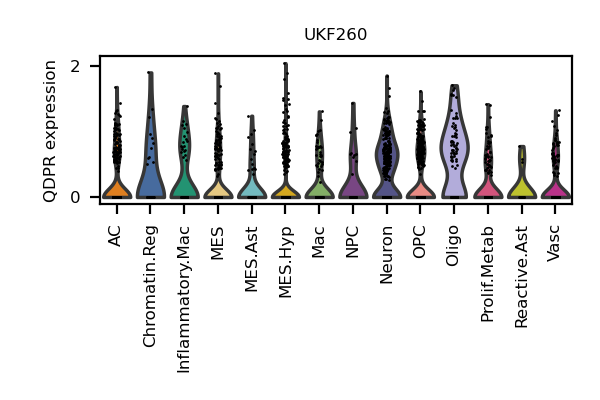 UKF260
QDPR expression
2
0
AC
Chromatin.Reg
Inflammatory.Mac
MES
MES.Ast
MES.Hyp
Mac
NPC
Neuron
OPC
Oligo
Prolif.Metab
Reactive.Ast
Vasc